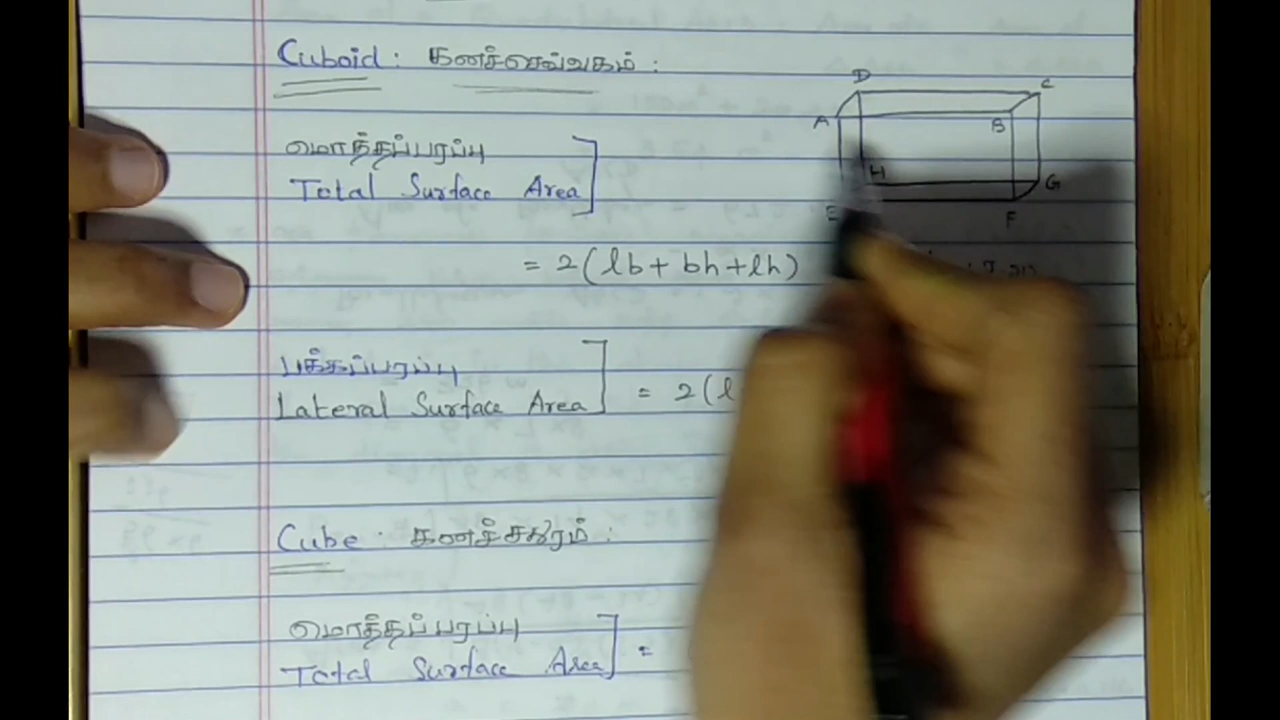 Cuboid : கனச்செவ்வகம் :
D
C
A
B
H
G
E
F
மொத்தப்பரப்பு
Total Surface Area
= 2(lb + bh + lh)
பக்கப்பரப்பு
Lateral Surface Area = 2(l
Cube : கனச்சதுரம் :
மொத்தப்பரப்பு
Total Surface Area =